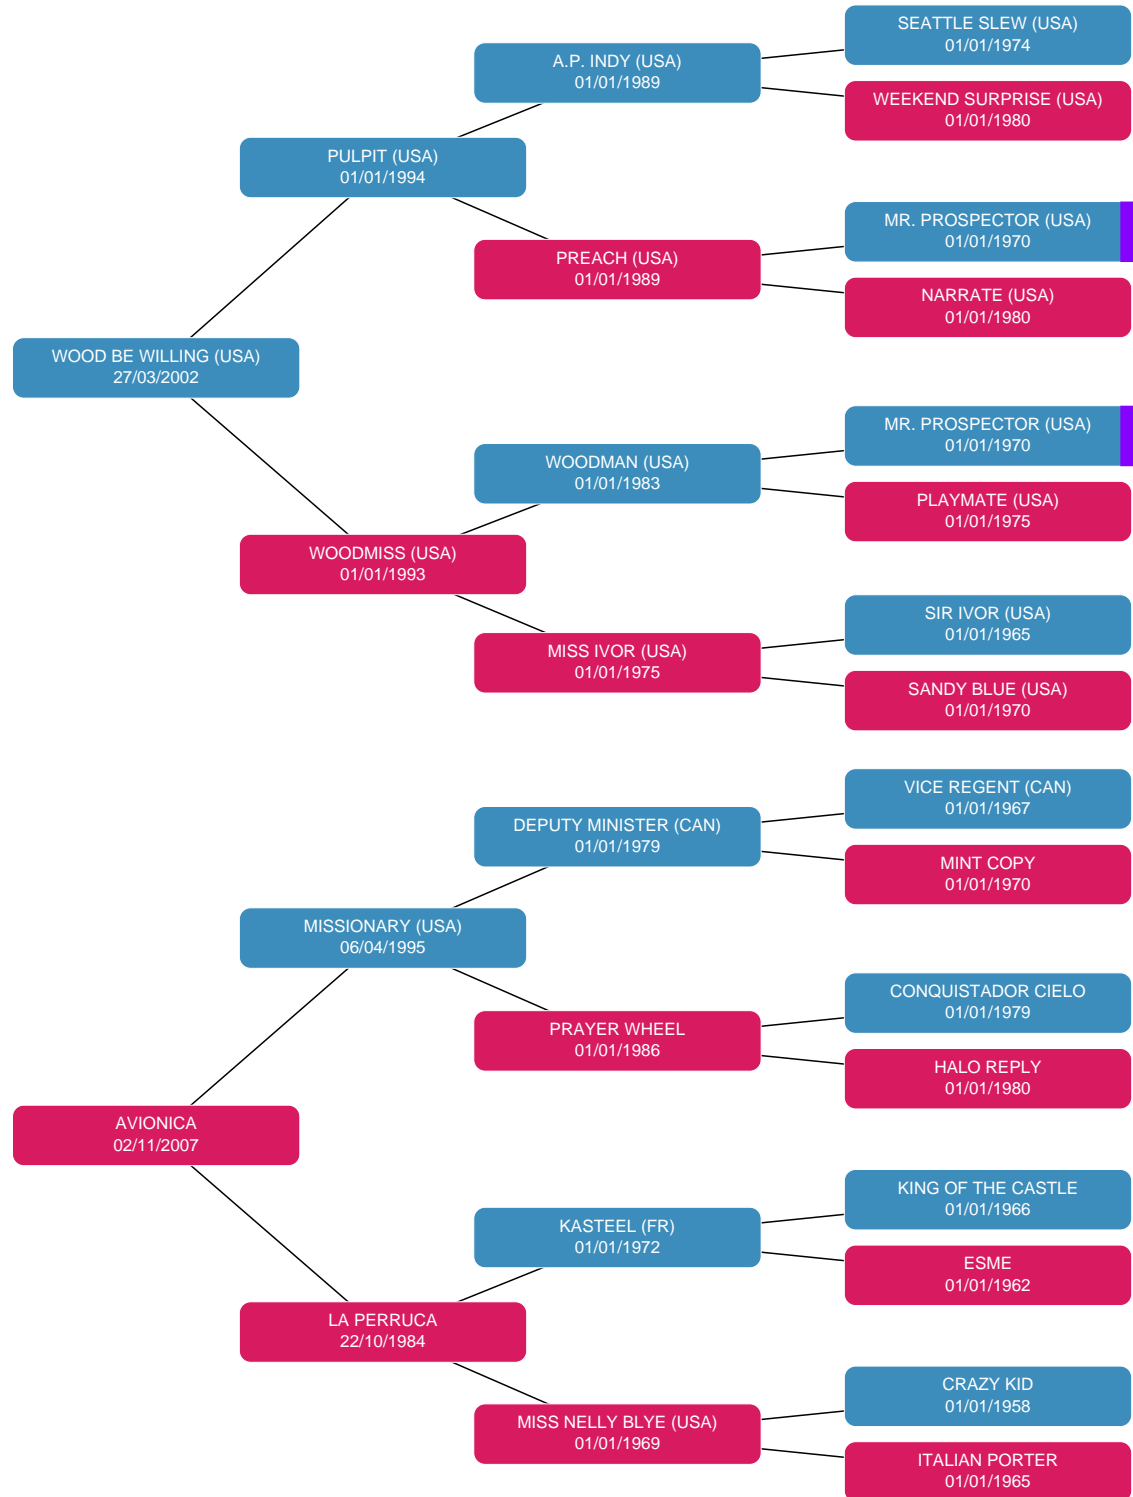 SEATTLE SLEW (USA)
01/01/1974
A.P. INDY (USA)
01/01/1989
WEEKEND SURPRISE (USA)
01/01/1980
PULPIT (USA)
01/01/1994
MR. PROSPECTOR (USA)
01/01/1970
PREACH (USA)
01/01/1989
NARRATE (USA)
01/01/1980
WOOD BE WILLING (USA)
27/03/2002
MR. PROSPECTOR (USA)
01/01/1970
WOODMAN (USA)
01/01/1983
PLAYMATE (USA)
01/01/1975
WOODMISS (USA)
01/01/1993
SIR IVOR (USA)
01/01/1965
MISS IVOR (USA)
01/01/1975
SANDY BLUE (USA)
01/01/1970
VICE REGENT (CAN)
01/01/1967
DEPUTY MINISTER (CAN)
01/01/1979
MINT COPY
01/01/1970
MISSIONARY (USA)
06/04/1995
CONQUISTADOR CIELO
01/01/1979
PRAYER WHEEL
01/01/1986
HALO REPLY
01/01/1980
AVIONICA
02/11/2007
KING OF THE CASTLE
01/01/1966
KASTEEL (FR)
01/01/1972
ESME
01/01/1962
LA PERRUCA
22/10/1984
CRAZY KID
01/01/1958
MISS NELLY BLYE (USA)
01/01/1969
ITALIAN PORTER
01/01/1965